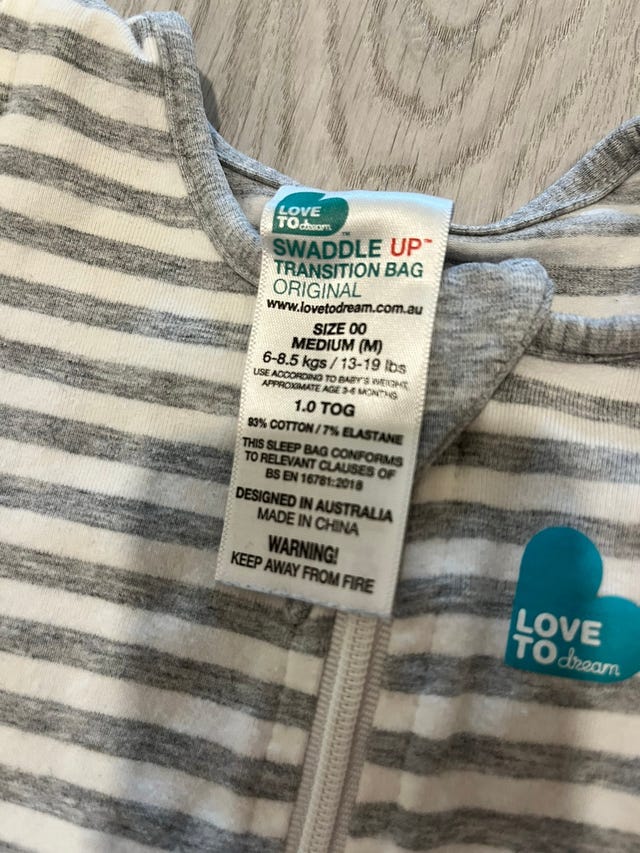 LOVE
TO dream
™
SWADDLE UP™
TRANSITION BAG
ORIGINAL
www.lovetodream.com.au
SIZE 00
MEDIUM (M)
6-8.5 kgs / 13-19 lbs
USE ACCORDING TO BABY'S WEIGHT,
APPROXIMATE AGE 3-6 MONTHS
1.0 TOG
93% COTTON / 7% ELASTANE
THIS SLEEP BAG CONFORMS
TO RELEVANT CLAUSES OF
BS EN 16781:2018
DESIGNED IN AUSTRALIA
MADE IN CHINA
WARNING!
KEEP AWAY FROM FIRE
LOVE
TO dream